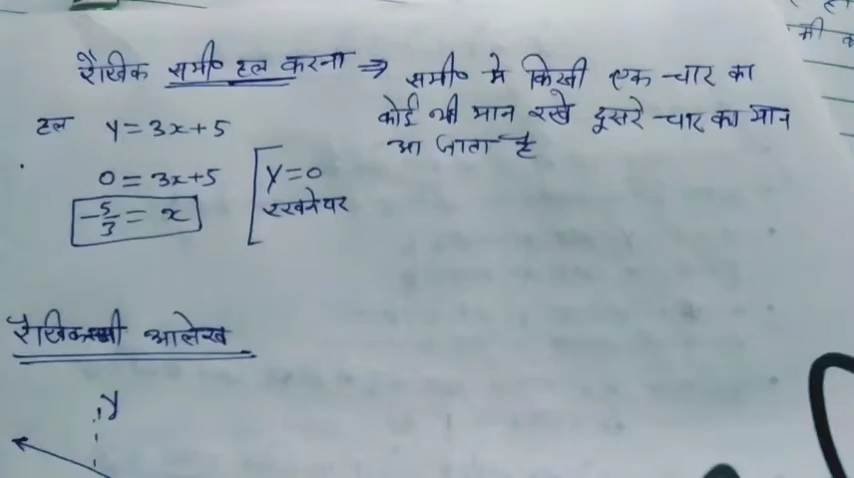 रैखिक समी० हल करना ⇒ समी० मे किसी एक चार का
कोई भी मान रखे दूसरे चार का मान
आ जाता है
हल y = 3x + 5
0 = 3x + 5
-5/3 = x
y = 0
रखने पर
रैखिक समी आलेख
y